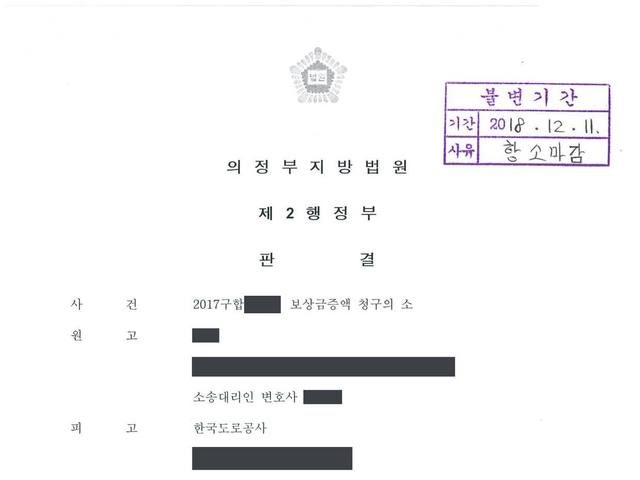 법원
불변기간
기간 2018. 12. 11.
사유 항소마감
의정부지방법원
제2행정부
판 결
사 건 2017구합 보상금증액 청구의 소
원 고
소송대리인 변호사
피 고 한국도로공사